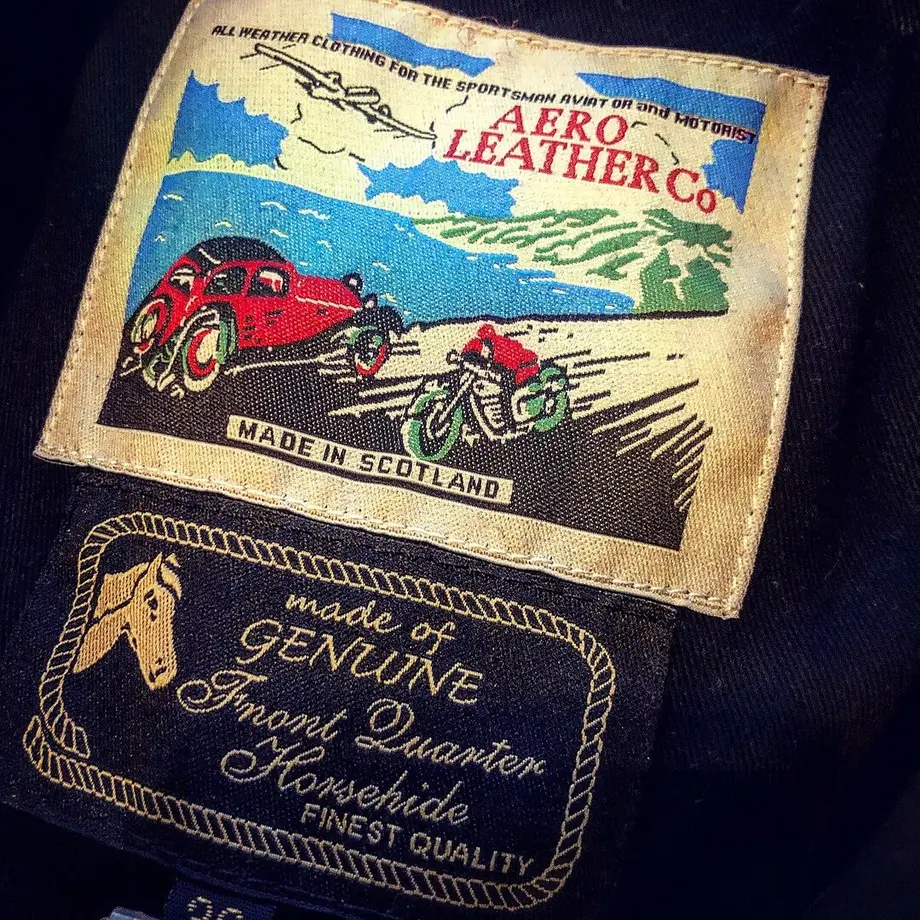 ALL WEATHER CLOTHING FOR THE SPORTSMAN AVIATOR and MOTORIST
AERO
LEATHER Co
MADE IN SCOTLAND
made of
GENUINE
Front Quarter
Horsehide
FINEST QUALITY